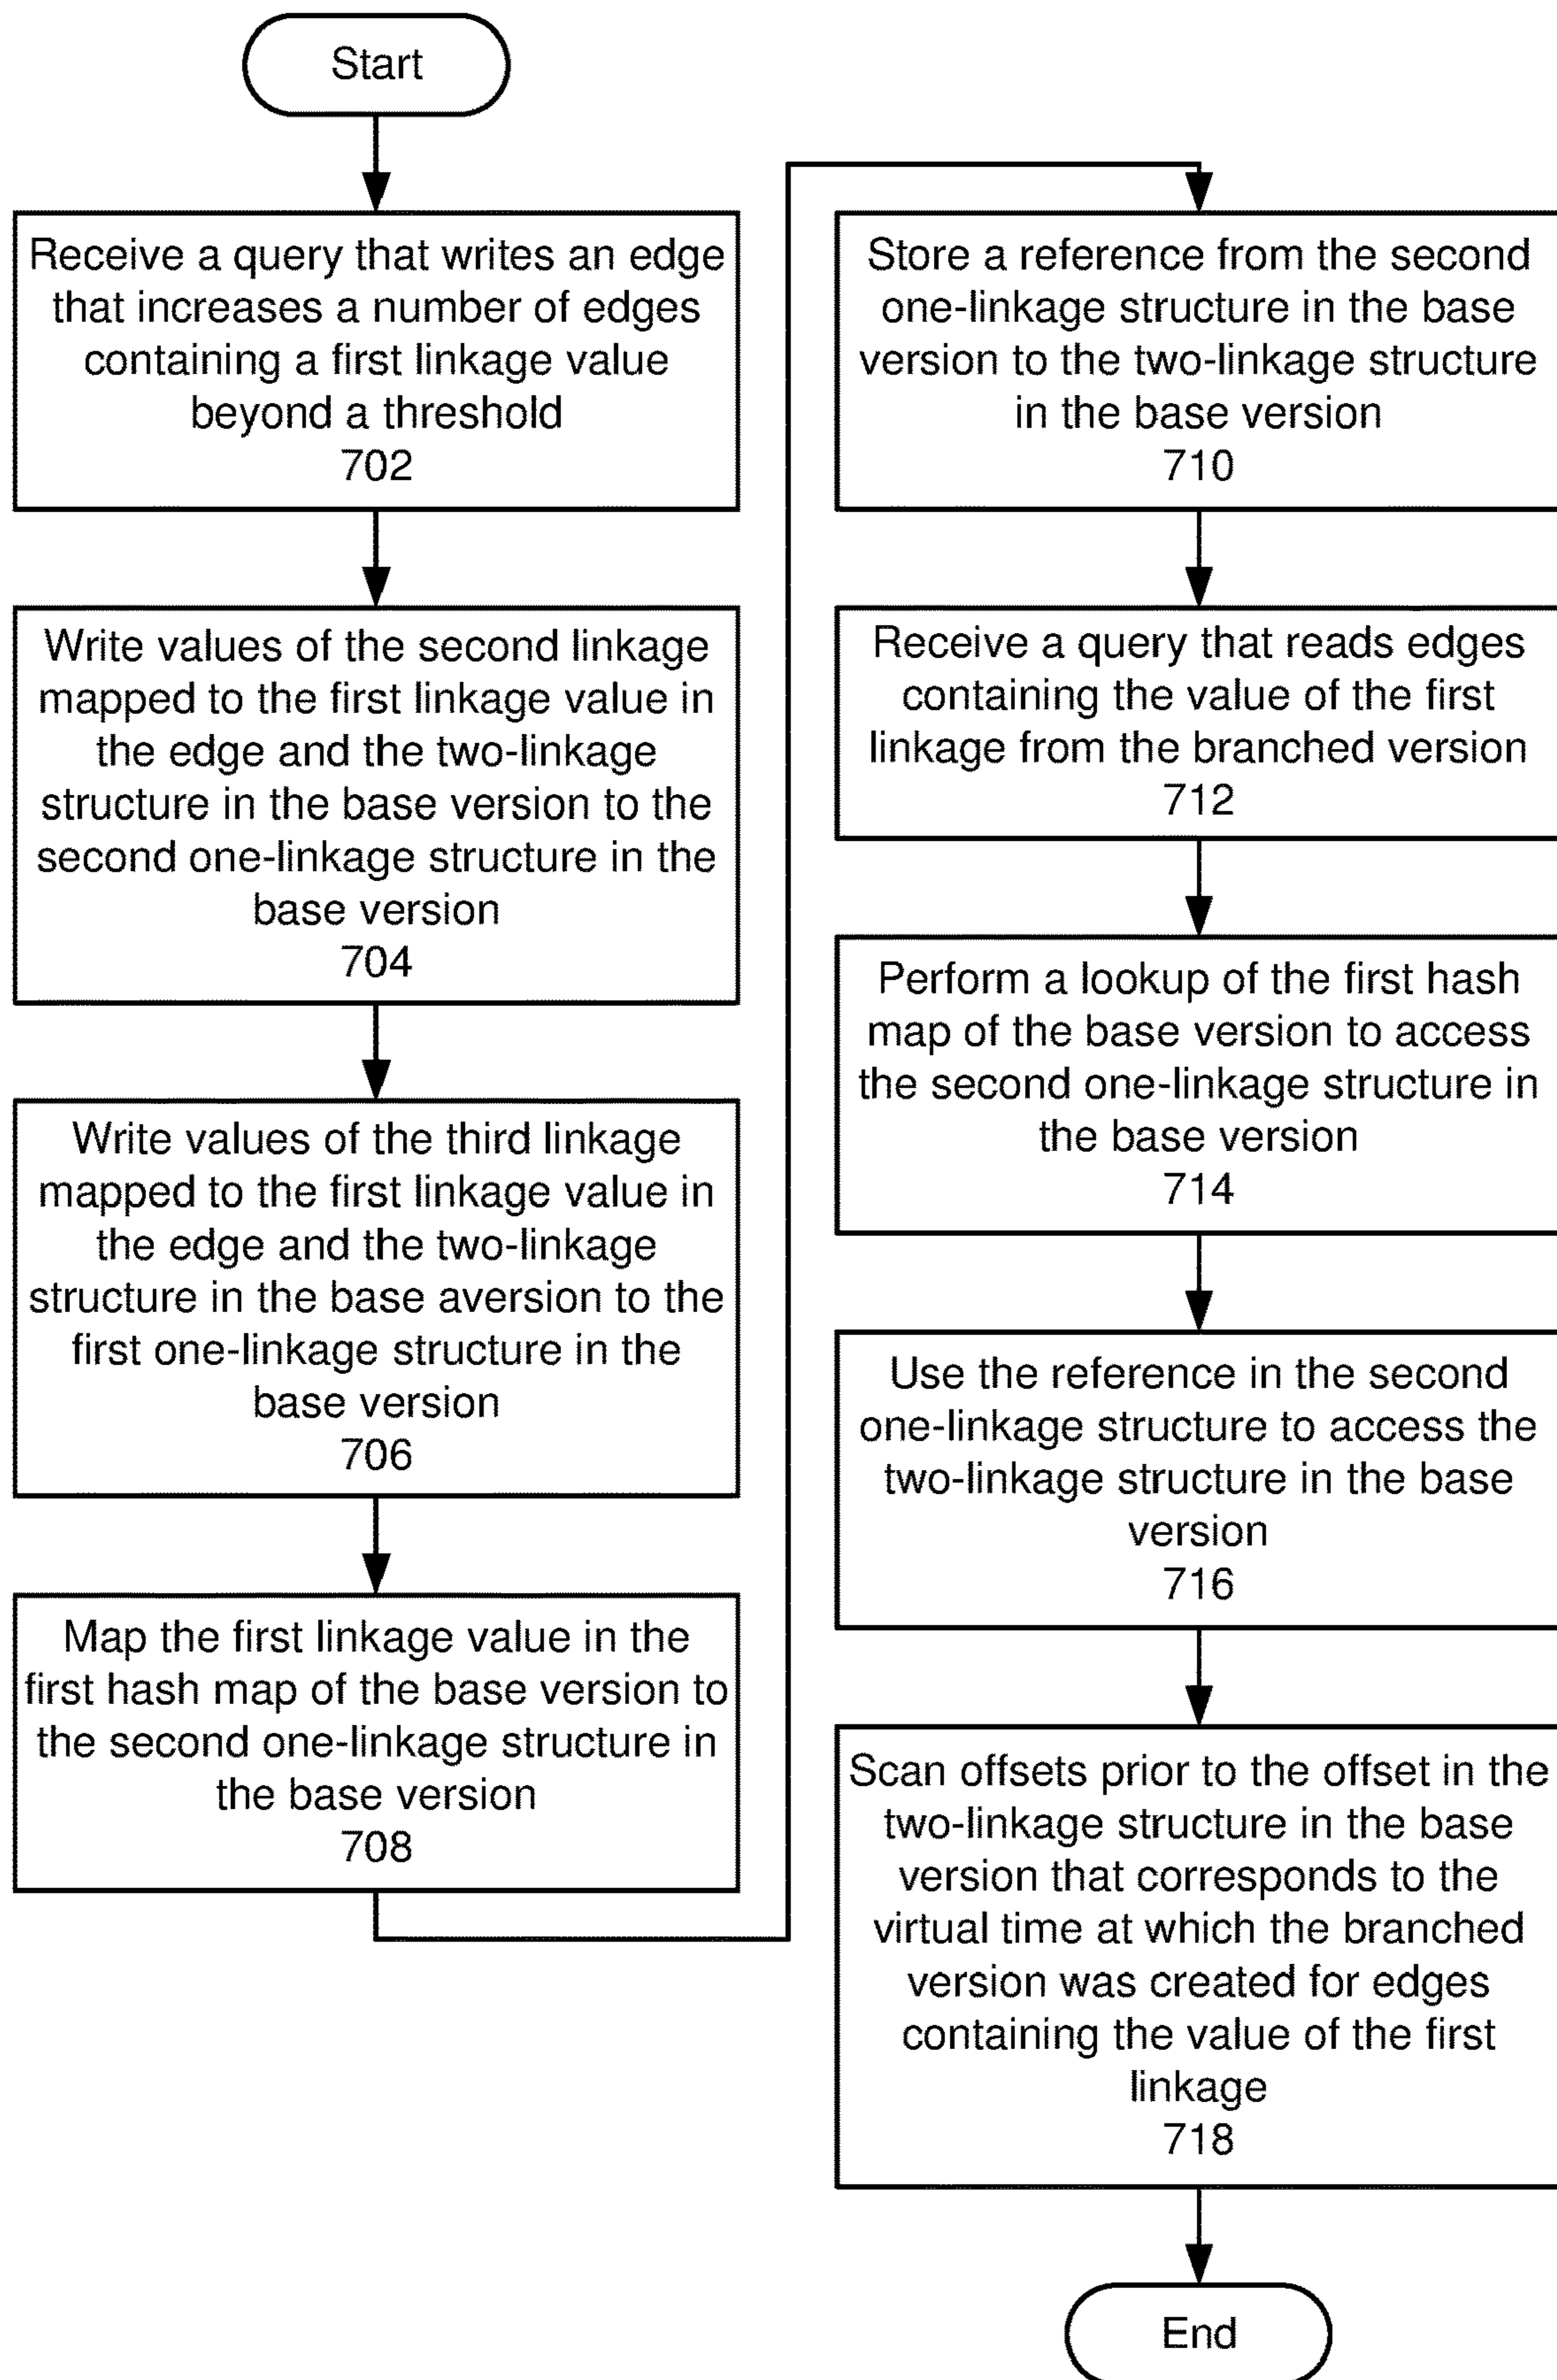 Start
Receive a query that writes an edge
that increases a number of edges
containing a first linkage value
beyond a threshold
702
Write values of the second linkage
mapped to the first linkage value in
the edge and the two-linkage
structure in the base version to the
second one-linkage structure in the
base version
704
Write values of the third linkage
mapped to the first linkage value in
the edge and the two-linkage
structure in the base aversion to the
first one-linkage structure in the
base version
706
Map the first linkage value in the
first hash map of the base version to
the second one-linkage structure in
the base version
708
Store a reference from the second
one-linkage structure in the base
version to the two-linkage structure
in the base version
710
Receive a query that reads edges
containing the value of the first
linkage from the branched version
712
Perform a lookup of the first hash
map of the base version to access
the second one-linkage structure in
the base version
714
Use the reference in the second
one-linkage structure to access the
two-linkage structure in the base
version
716
Scan offsets prior to the offset in the
two-linkage structure in the base
version that corresponds to the
virtual time at which the branched
version was created for edges
containing the value of the first
linkage
718
End